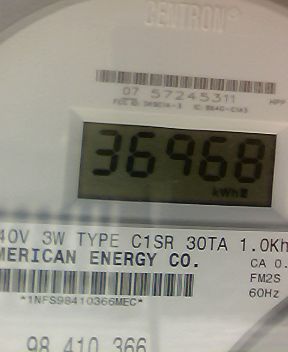 CENTRON®
07 57245311
HPP
36968
kWh
40V 3W TYPE C1SR 30TA 1.0Kh
MERICAN ENERGY CO.
CA 0.
FM2S
60Hz
*1NFS98410366MEC*
98 410 366